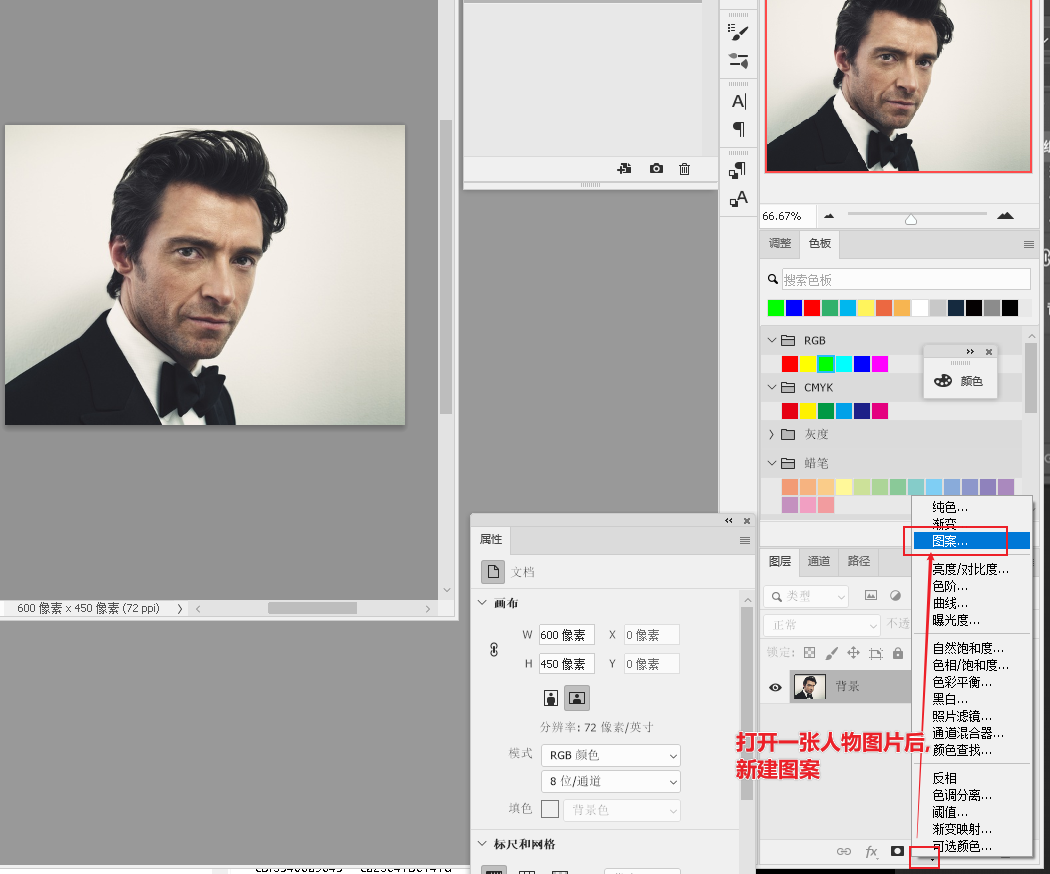 66.67%
调整 色板
搜索色板
RGB
颜色
CMYK
灰度
蜡笔
纯色...
渐变
图案...
属性
图层 通道 路径
亮度/对比度...
文档
色阶...
类型
画布
曲线...
600 像素 x 450 像素 (72 ppi)
曝光度...
正常 不透
W 600 像素 X 0 像素
自然饱和度...
锁定:
H 450 像素 Y 0 像素
色相/饱和度...
色彩平衡...
背景
黑白...
照片滤镜...
分辨率: 72 像素/英寸
通道混合器...
打开一张人物图片后,
新建图案
颜色查找...
模式 RGB 颜色
8 位/通道
反相
色调分离...
填色 背景色
阈值...
渐变映射...
标尺和网格
可选颜色...
fx